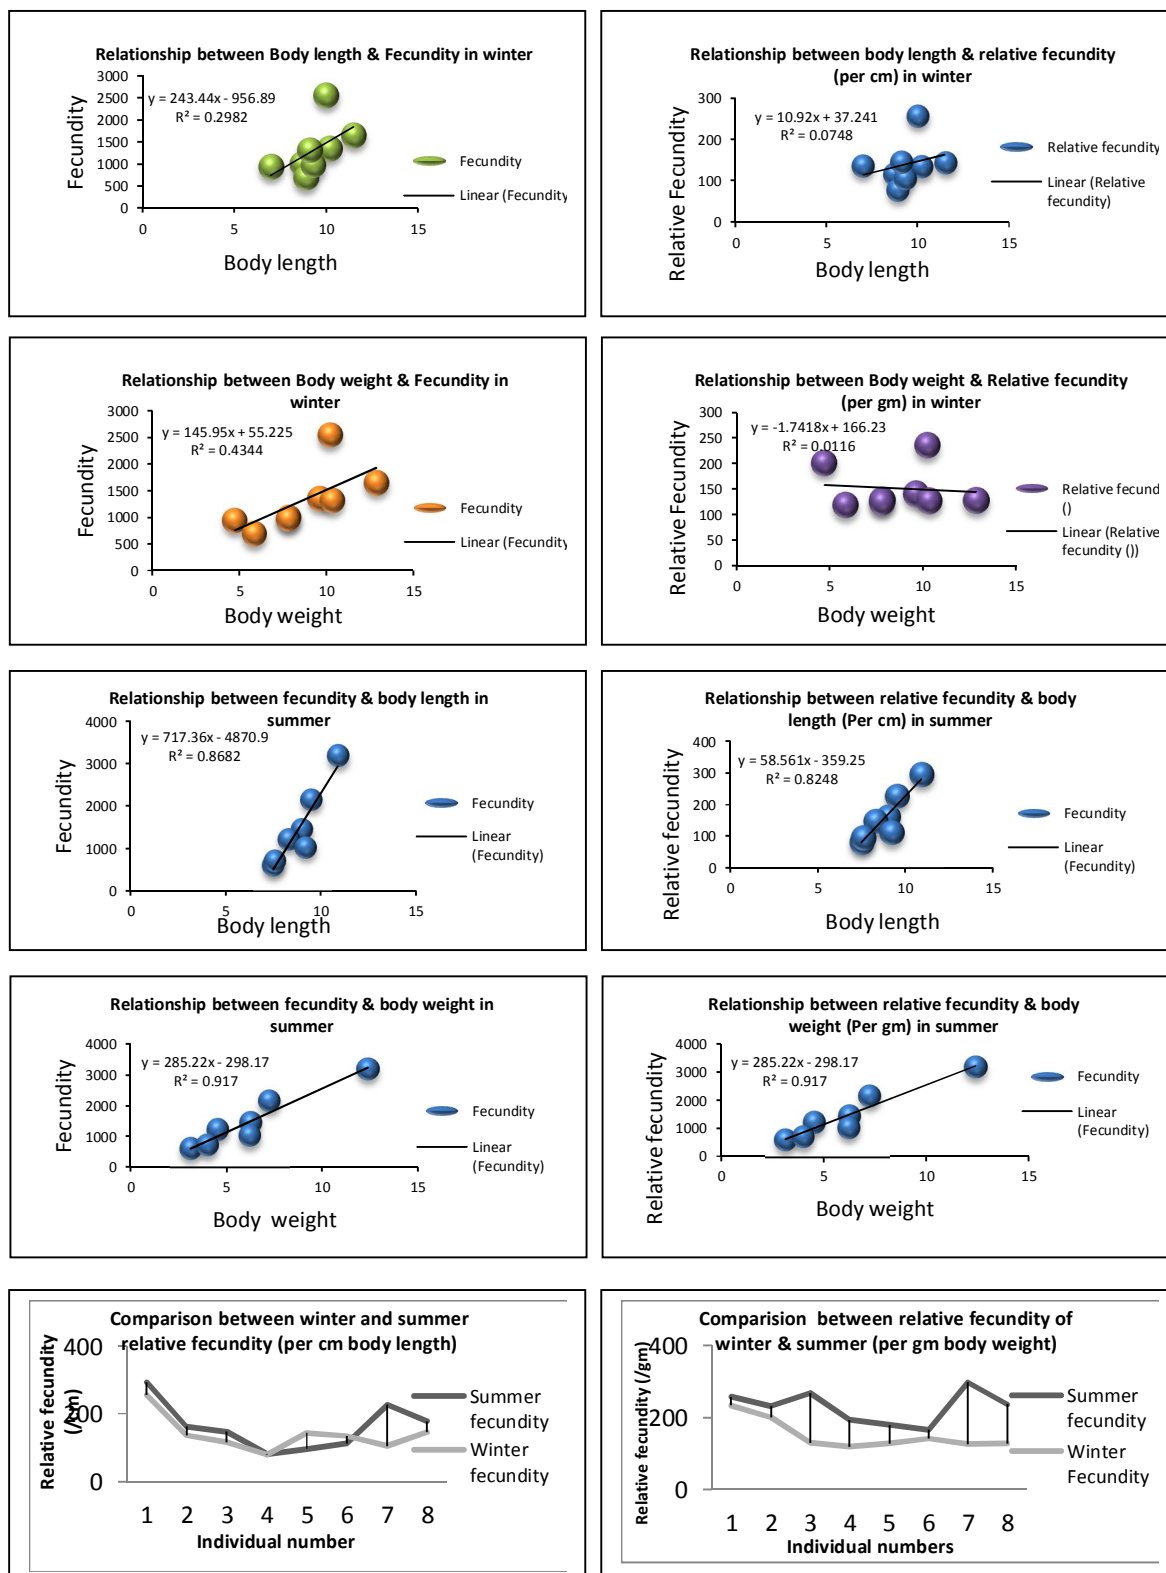 Relationship between Body length & Fecundity in winter
3000
2500
2000
1500
1000
500
0
y = 243.44x - 956.89
R² = 0.2982
Fecundity
Fecundity
Linear (Fecundity
0 5 10 15
Body length
Relationship between body length & relative fecundity
(per cm) in winter
300
200
100
0
y = 10.92x + 37.241
R² = 0.0748
Relative Fecundity
Relative fecundity
Linear (Relative
fecundity)
0 5 10 15
Body length
Relationship between Body weight & Fecundity in
winter
3000
2500
2000
1500
1000
500
0
y = 145.95x + 55.225
R² = 0.4344
Fecundity
Fecundity
Linear (Fecundity
0 5 10 15
Body weight
Relationship between Body weight & Relative fecundity
(per gm) in winter
300
250
200
150
100
50
0
y = -1.7418x + 166.23
R² = 0.0116
Relative Fecundity
Relative fecund
()
Linear (Relative
fecundity ())
0 5 10 15
Body weight
Relationship between fecundity & body length in
summer
4000
3000
2000
1000
0
y = 717.36x - 4870.9
R² = 0.8682
Fecundity
Fecundity
Linear
(Fecundity)
0 5 10 15
Body length
Relationship between relative fecundity & body
length (Per cm) in summer
400
300
200
100
0
y = 58.561x - 359.25
R² = 0.8248
Relative fecundity
Fecundity
Linear
(Fecundity)
0 5 10 15
Body length
Relationship between fecundity & body weight in
summer
4000
3000
2000
1000
0
y = 285.22x - 298.17
R² = 0.917
Fecundity
Fecundity
Linear
(Fecundity)
0 5 10 15
Body weight
Relationship between relative fecundity & body
weight (Per gm) in summer
4000
3000
2000
1000
0
y = 285.22x - 298.17
R² = 0.917
Relative fecundity
Fecundity
Linear
(Fecundity)
0 5 10 15
Body weight
Comparison between winter and summer
relative fecundity (per cm body length)
400
200
0
Relative fecundity
(/cm)
Summer
fecundity
Winter
fecundity
1 2 3 4 5 6 7 8
Individual number
Comparision between relative fecundity of
winter & summer (per gm body weight)
400
200
0
Relative fecundity (/gm)
Summer
fecundity
Winter
Fecundity
1 2 3 4 5 6 7 8
Individual numbers